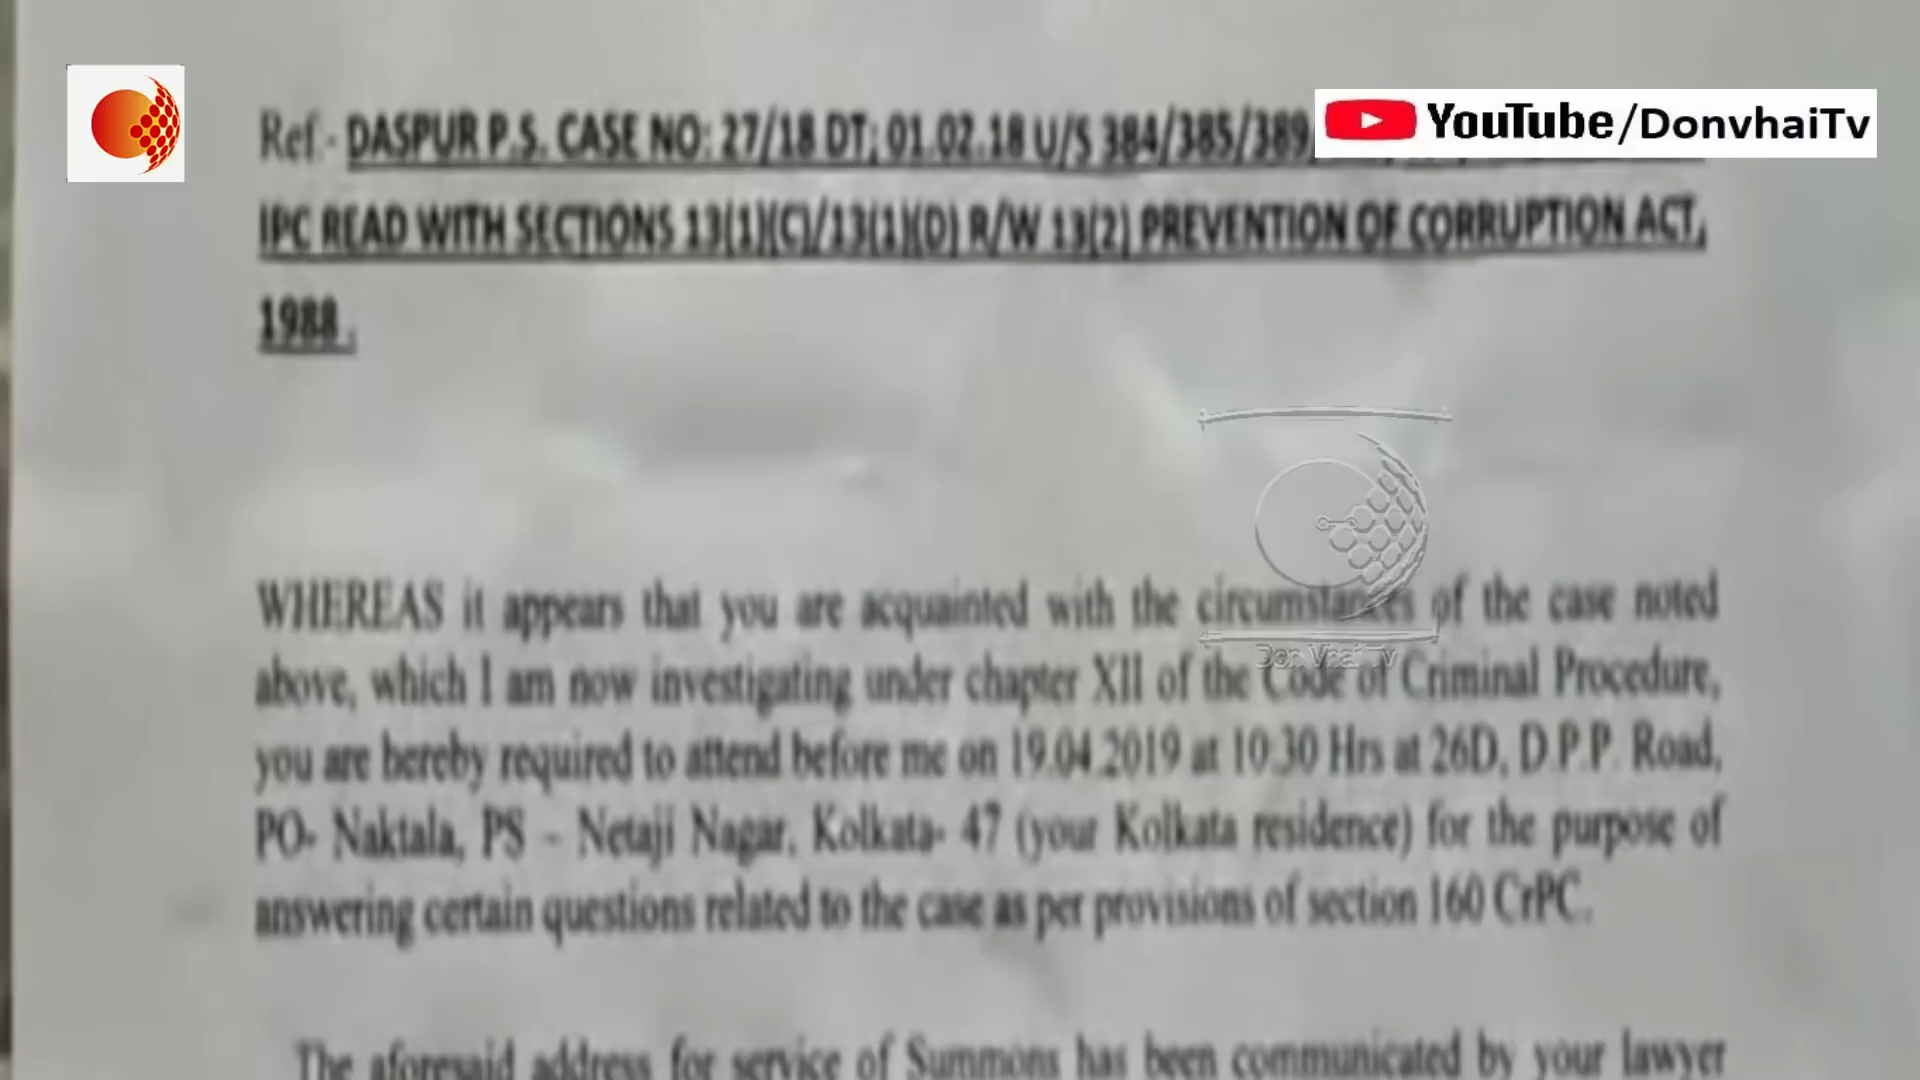 YouTube/DonvhaiTv
Ref:- DASPUR P.S. CASE NO: 27/18 DT; 01.02.18 U/S 384/385/389
IPC READ WITH SECTIONS 13(1)(C)/13(1)(D) R/W 13(2) PREVENTION OF CORRUPTION ACT,
1988 .
WHEREAS it appears that you are acquainted with the circumstances of the case noted
Don Vhai Tv
above, which I am now investigating under chapter XII of the Code of Criminal Procedure,
you are hereby required to attend before me on 19.04.2019 at 10:30 Hrs at 26D, D.P.P. Road,
PO- Naktala, PS - Netaji Nagar, Kolkata- 47 (your Kolkata residence) for the purpose of
answering certain questions related to the case as per provisions of section 160 CrPC.
The aforesaid address for service of Summons has been communicated by your lawyer